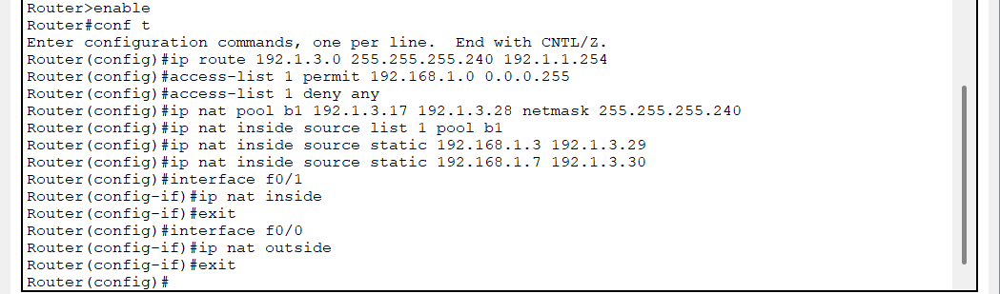 Router>enable
Router#conf t
Enter configuration commands, one per line.  End with CNTL/Z.
Router(config)#ip route 192.1.3.0 255.255.255.240 192.1.1.254
Router(config)#access-list 1 permit 192.168.1.0 0.0.0.255
Router(config)#access-list 1 deny any
Router(config)#ip nat pool b1 192.1.3.17 192.1.3.28 netmask 255.255.255.240
Router(config)#ip nat inside source list 1 pool b1
Router(config)#ip nat inside source static 192.168.1.3 192.1.3.29
Router(config)#ip nat inside source static 192.168.1.7 192.1.3.30
Router(config)#interface f0/1
Router(config-if)#ip nat inside
Router(config-if)#exit
Router(config)#interface f0/0
Router(config-if)#ip nat outside
Router(config-if)#exit
Router(config)#